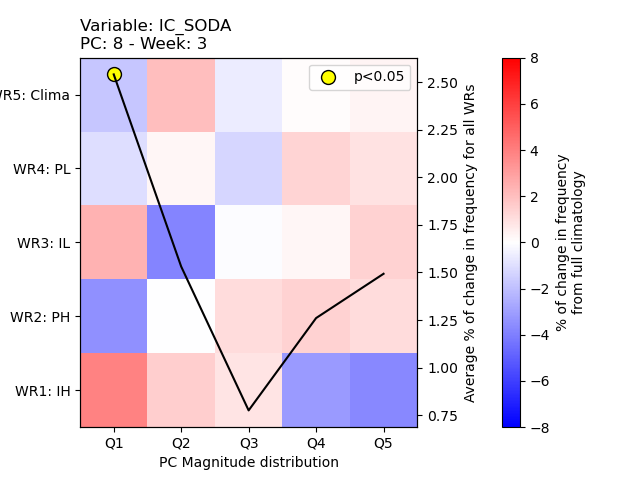 Variable: IC_SODA
PC: 8 - Week: 3
p<0.05
WR5: Clima
WR4: PL
WR3: IL
WR2: PH
WR1: IH
Q1 Q2 Q3 Q4 Q5
PC Magnitude distribution
2.50
2.25
2.00
1.75
1.50
1.25
1.00
0.75
Average % of change in frequency for all WRs
8
6
4
2
0
−2
−4
−6
−8
% of change in frequency
from full climatology